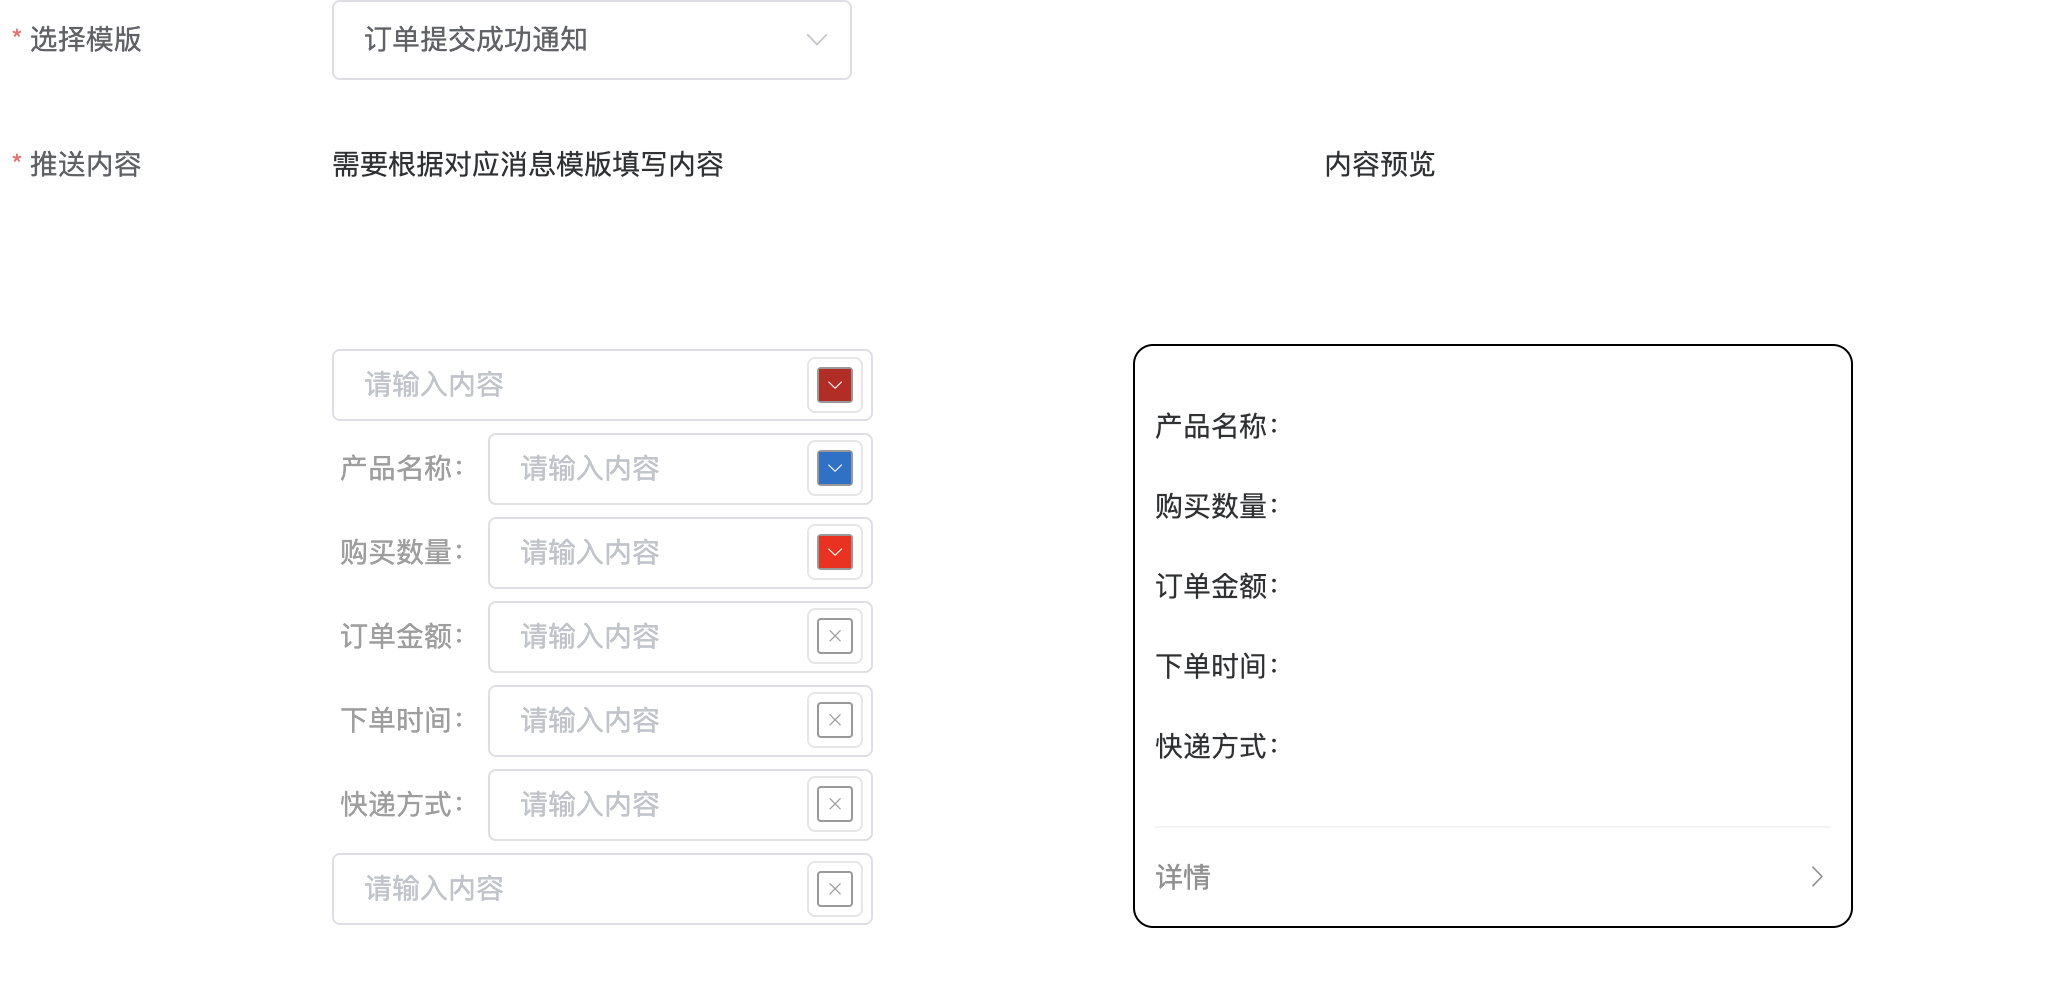 * 选择模版
订单提交成功通知
* 推送内容
需要根据对应消息模版填写内容
内容预览
请输入内容
产品名称：
请输入内容
购买数量：
请输入内容
订单金额：
请输入内容
下单时间：
请输入内容
快递方式：
请输入内容
请输入内容
产品名称：
购买数量：
订单金额：
下单时间：
快递方式：
详情